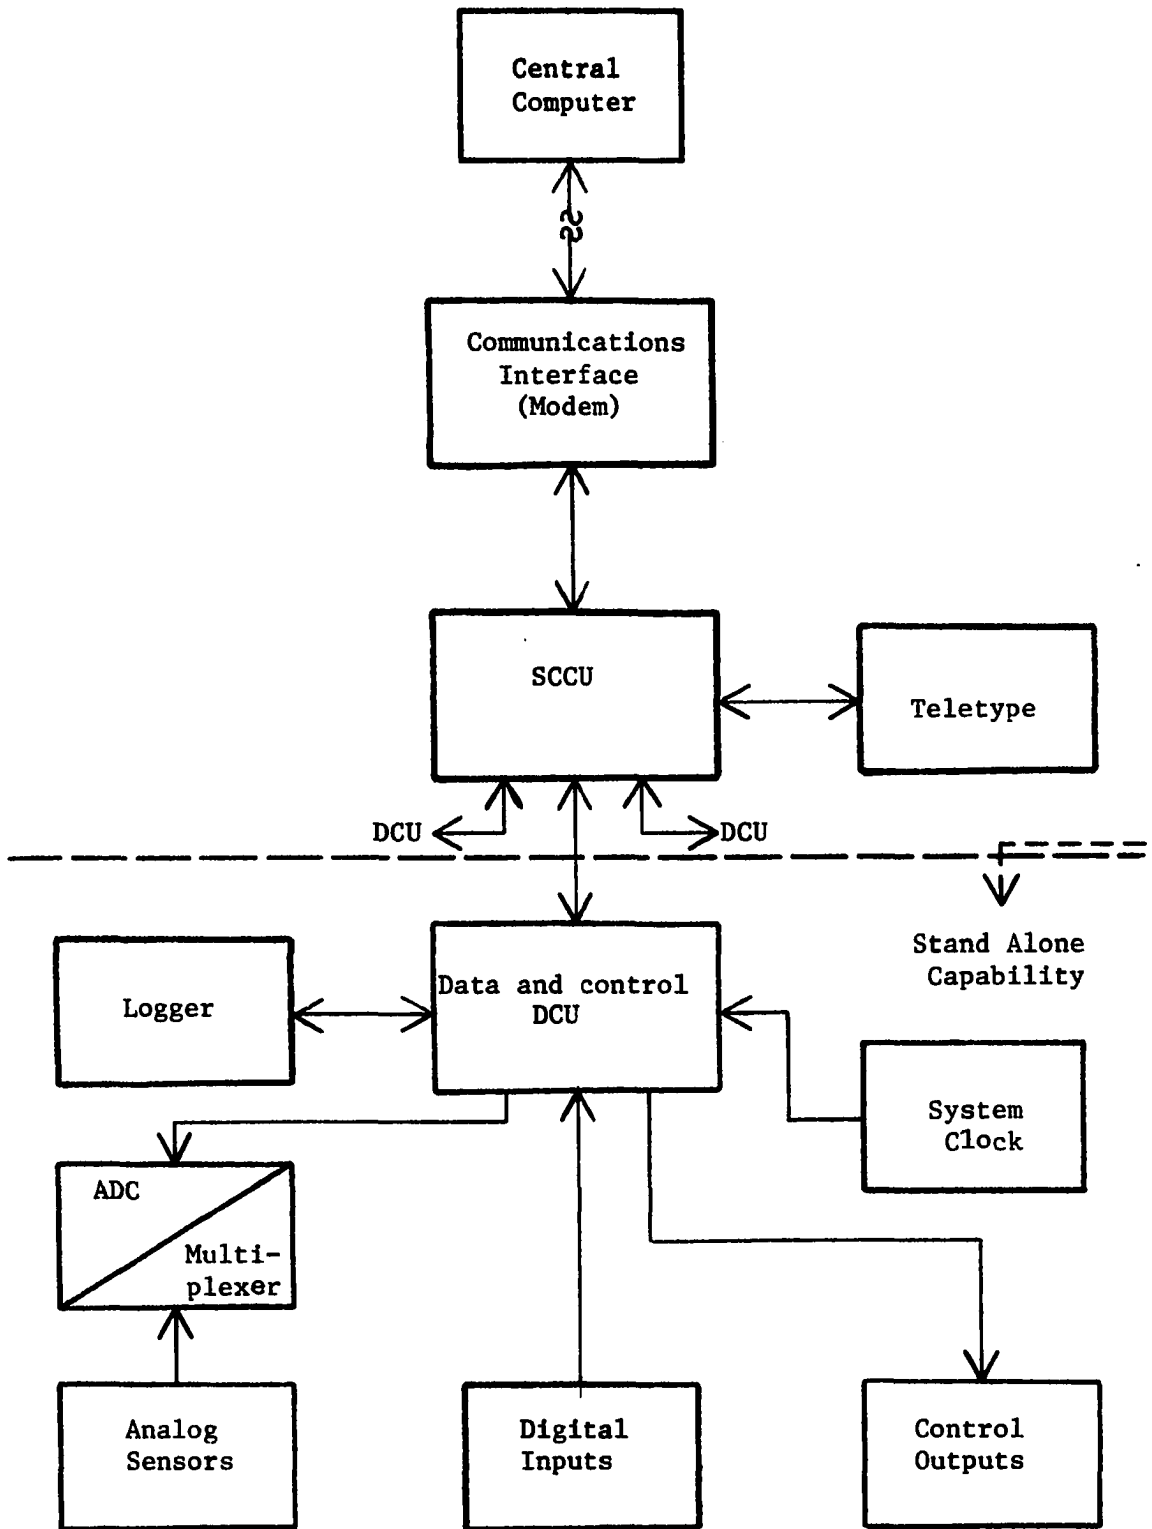 Central
Computer
Communications
Interface
(Modem)
SCCU
Teletype
DCU
DCU
Stand Alone
Capability
Logger
Data and control
DCU
System
Clock
ADC
Multi-
plexer
Analog
Sensors
Digital
Inputs
Control
Outputs